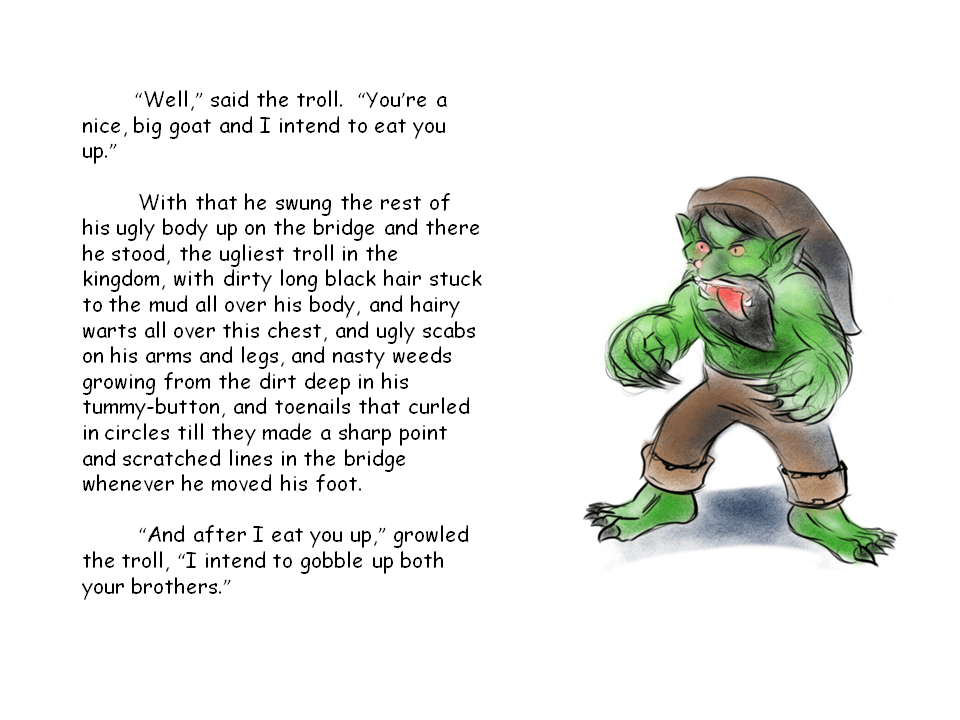 “Well,” said the troll.  “You’re a
nice, big goat and I intend to eat you
up.”
With that he swung the rest of
his ugly body up on the bridge and there
he stood, the ugliest troll in the
kingdom, with dirty long black hair stuck
to the mud all over his body, and hairy
warts all over this chest, and ugly scabs
on his arms and legs, and nasty weeds
growing from the dirt deep in his
tummy-button, and toenails that curled
in circles till they made a sharp point
and scratched lines in the bridge
whenever he moved his foot.
“And after I eat you up,” growled
the troll, “I intend to gobble up both
your brothers.”